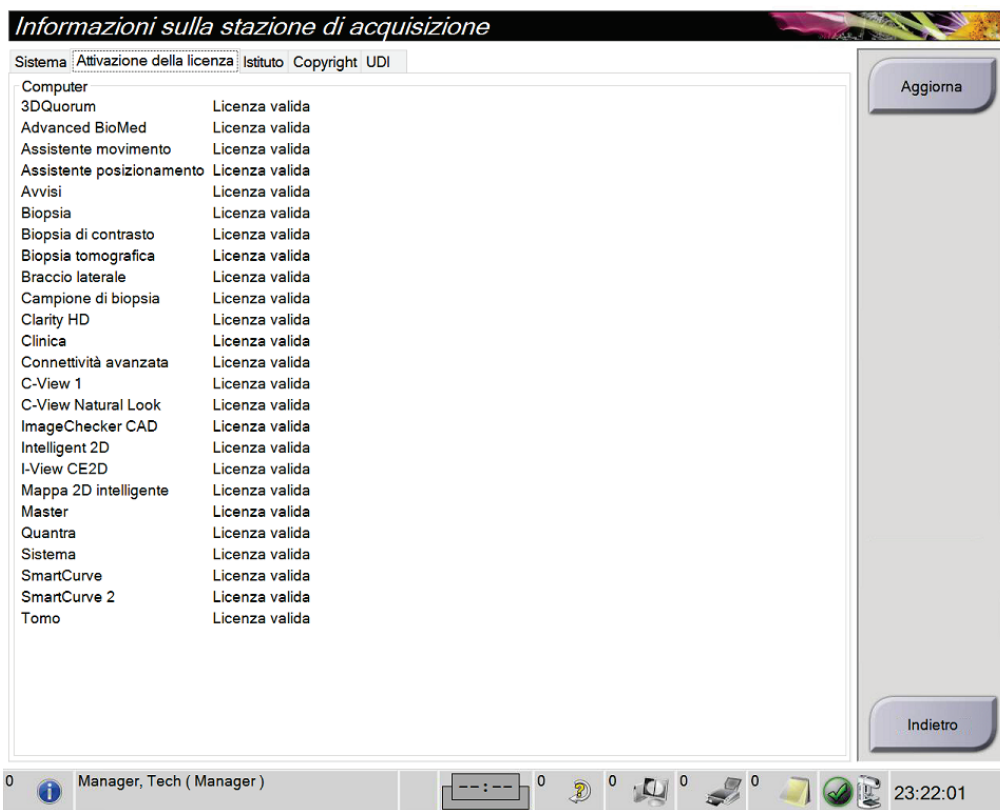 Informazioni sulla stazione di acquisizione
Sistema Attivazione della licenza Istituto Copyright UDI
Aggiorna
Computer
3DQuorum Licenza valida
Advanced BioMed Licenza valida
Assistente movimento Licenza valida
Assistente posizionamento Licenza valida
Avvisi Licenza valida
Biopsia Licenza valida
Biopsia di contrasto Licenza valida
Biopsia tomografica Licenza valida
Braccio laterale Licenza valida
Campione di biopsia Licenza valida
Clarity HD Licenza valida
Clinica Licenza valida
Connettività avanzata Licenza valida
C-View 1 Licenza valida
C-View Natural Look Licenza valida
ImageChecker CAD Licenza valida
Intelligent 2D Licenza valida
I-View CE2D Licenza valida
Mappa 2D intelligente Licenza valida
Master Licenza valida
Quantra Licenza valida
Sistema Licenza valida
SmartCurve Licenza valida
SmartCurve 2 Licenza valida
Tomo Licenza valida
Indietro
0 Manager, Tech ( Manager ) --:-- 0 0 0 0 23:22:01